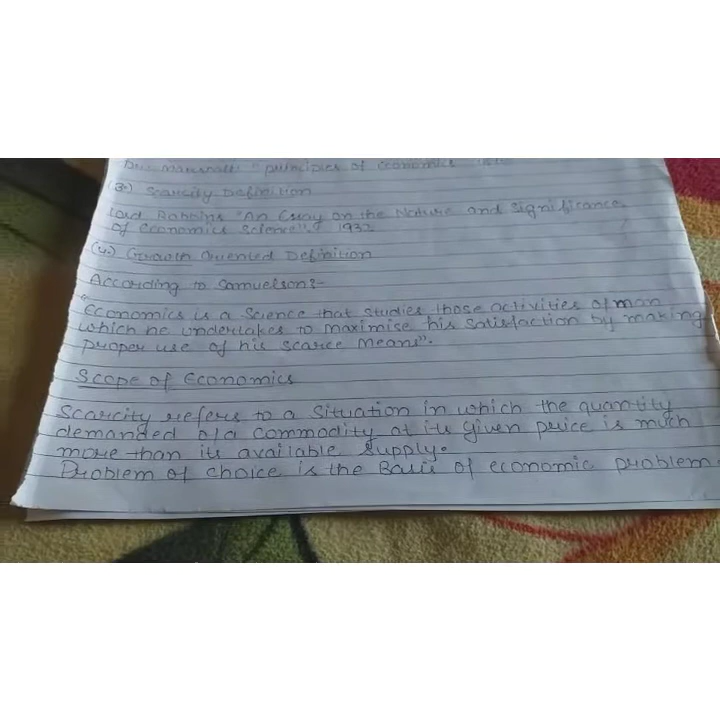 Dr. Marshall "principles of Economics"
(3.) Scarcity Definition
Lord Robbins "An Essay on the Nature and Significance
of Economics Science". 1932
(4.) Growth Oriented Definition
According to Samuelson:-
"Economics is a Science that studies those activities of man
which he undertakes to maximise his satisfaction by making
proper use of his scarce means".
Scope of Economics
Scarcity refers to a Situation in which the quantity
demanded of a commodity at its given price is much
more than its available supply.
Problem of choice is the Basis of economic problem.